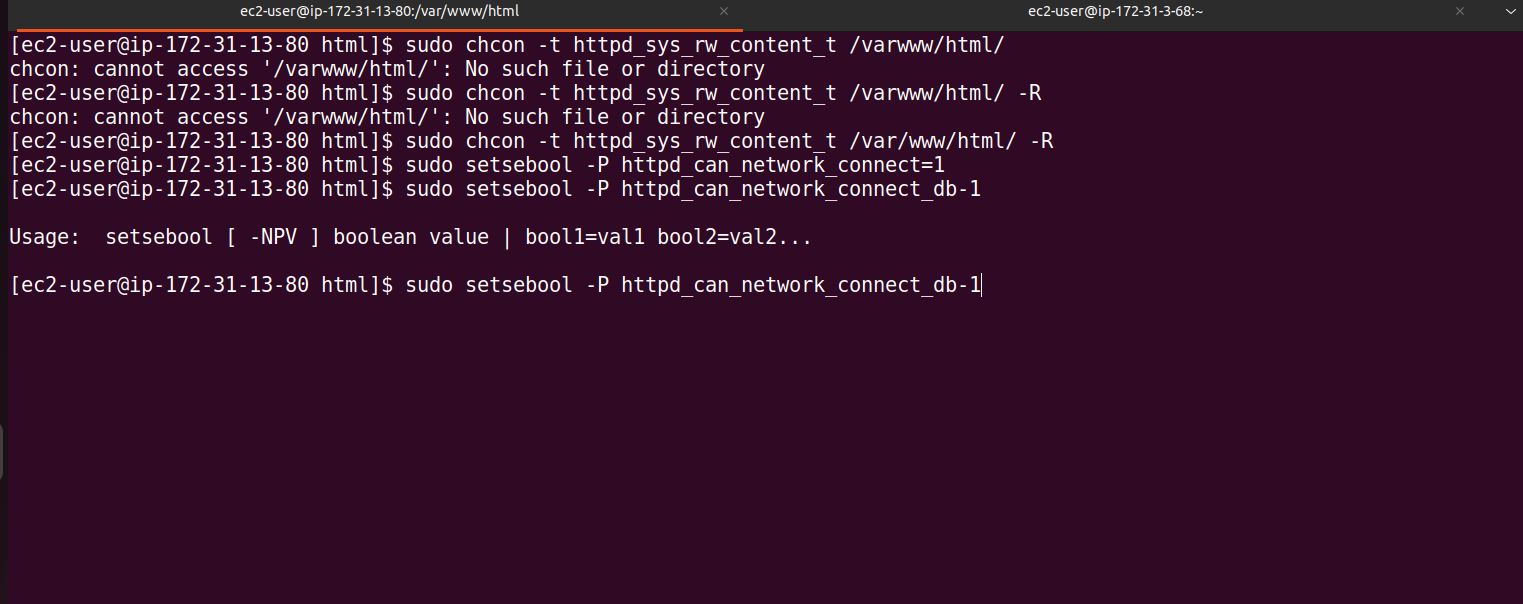 ec2-user@ip-172-31-13-80:/var/www/html × ec2-user@ip-172-31-3-68:~ ×
[ec2-user@ip-172-31-13-80 html]$ sudo chcon -t httpd_sys_rw_content_t /varwww/html/
chcon: cannot access '/varwww/html/': No such file or directory
[ec2-user@ip-172-31-13-80 html]$ sudo chcon -t httpd_sys_rw_content_t /varwww/html/ -R
chcon: cannot access '/varwww/html/': No such file or directory
[ec2-user@ip-172-31-13-80 html]$ sudo chcon -t httpd_sys_rw_content_t /var/www/html/ -R
[ec2-user@ip-172-31-13-80 html]$ sudo setsebool -P httpd_can_network_connect=1
[ec2-user@ip-172-31-13-80 html]$ sudo setsebool -P httpd_can_network_connect_db-1
Usage:  setsebool [ -NPV ] boolean value | bool1=val1 bool2=val2...
[ec2-user@ip-172-31-13-80 html]$ sudo setsebool -P httpd_can_network_connect_db-1